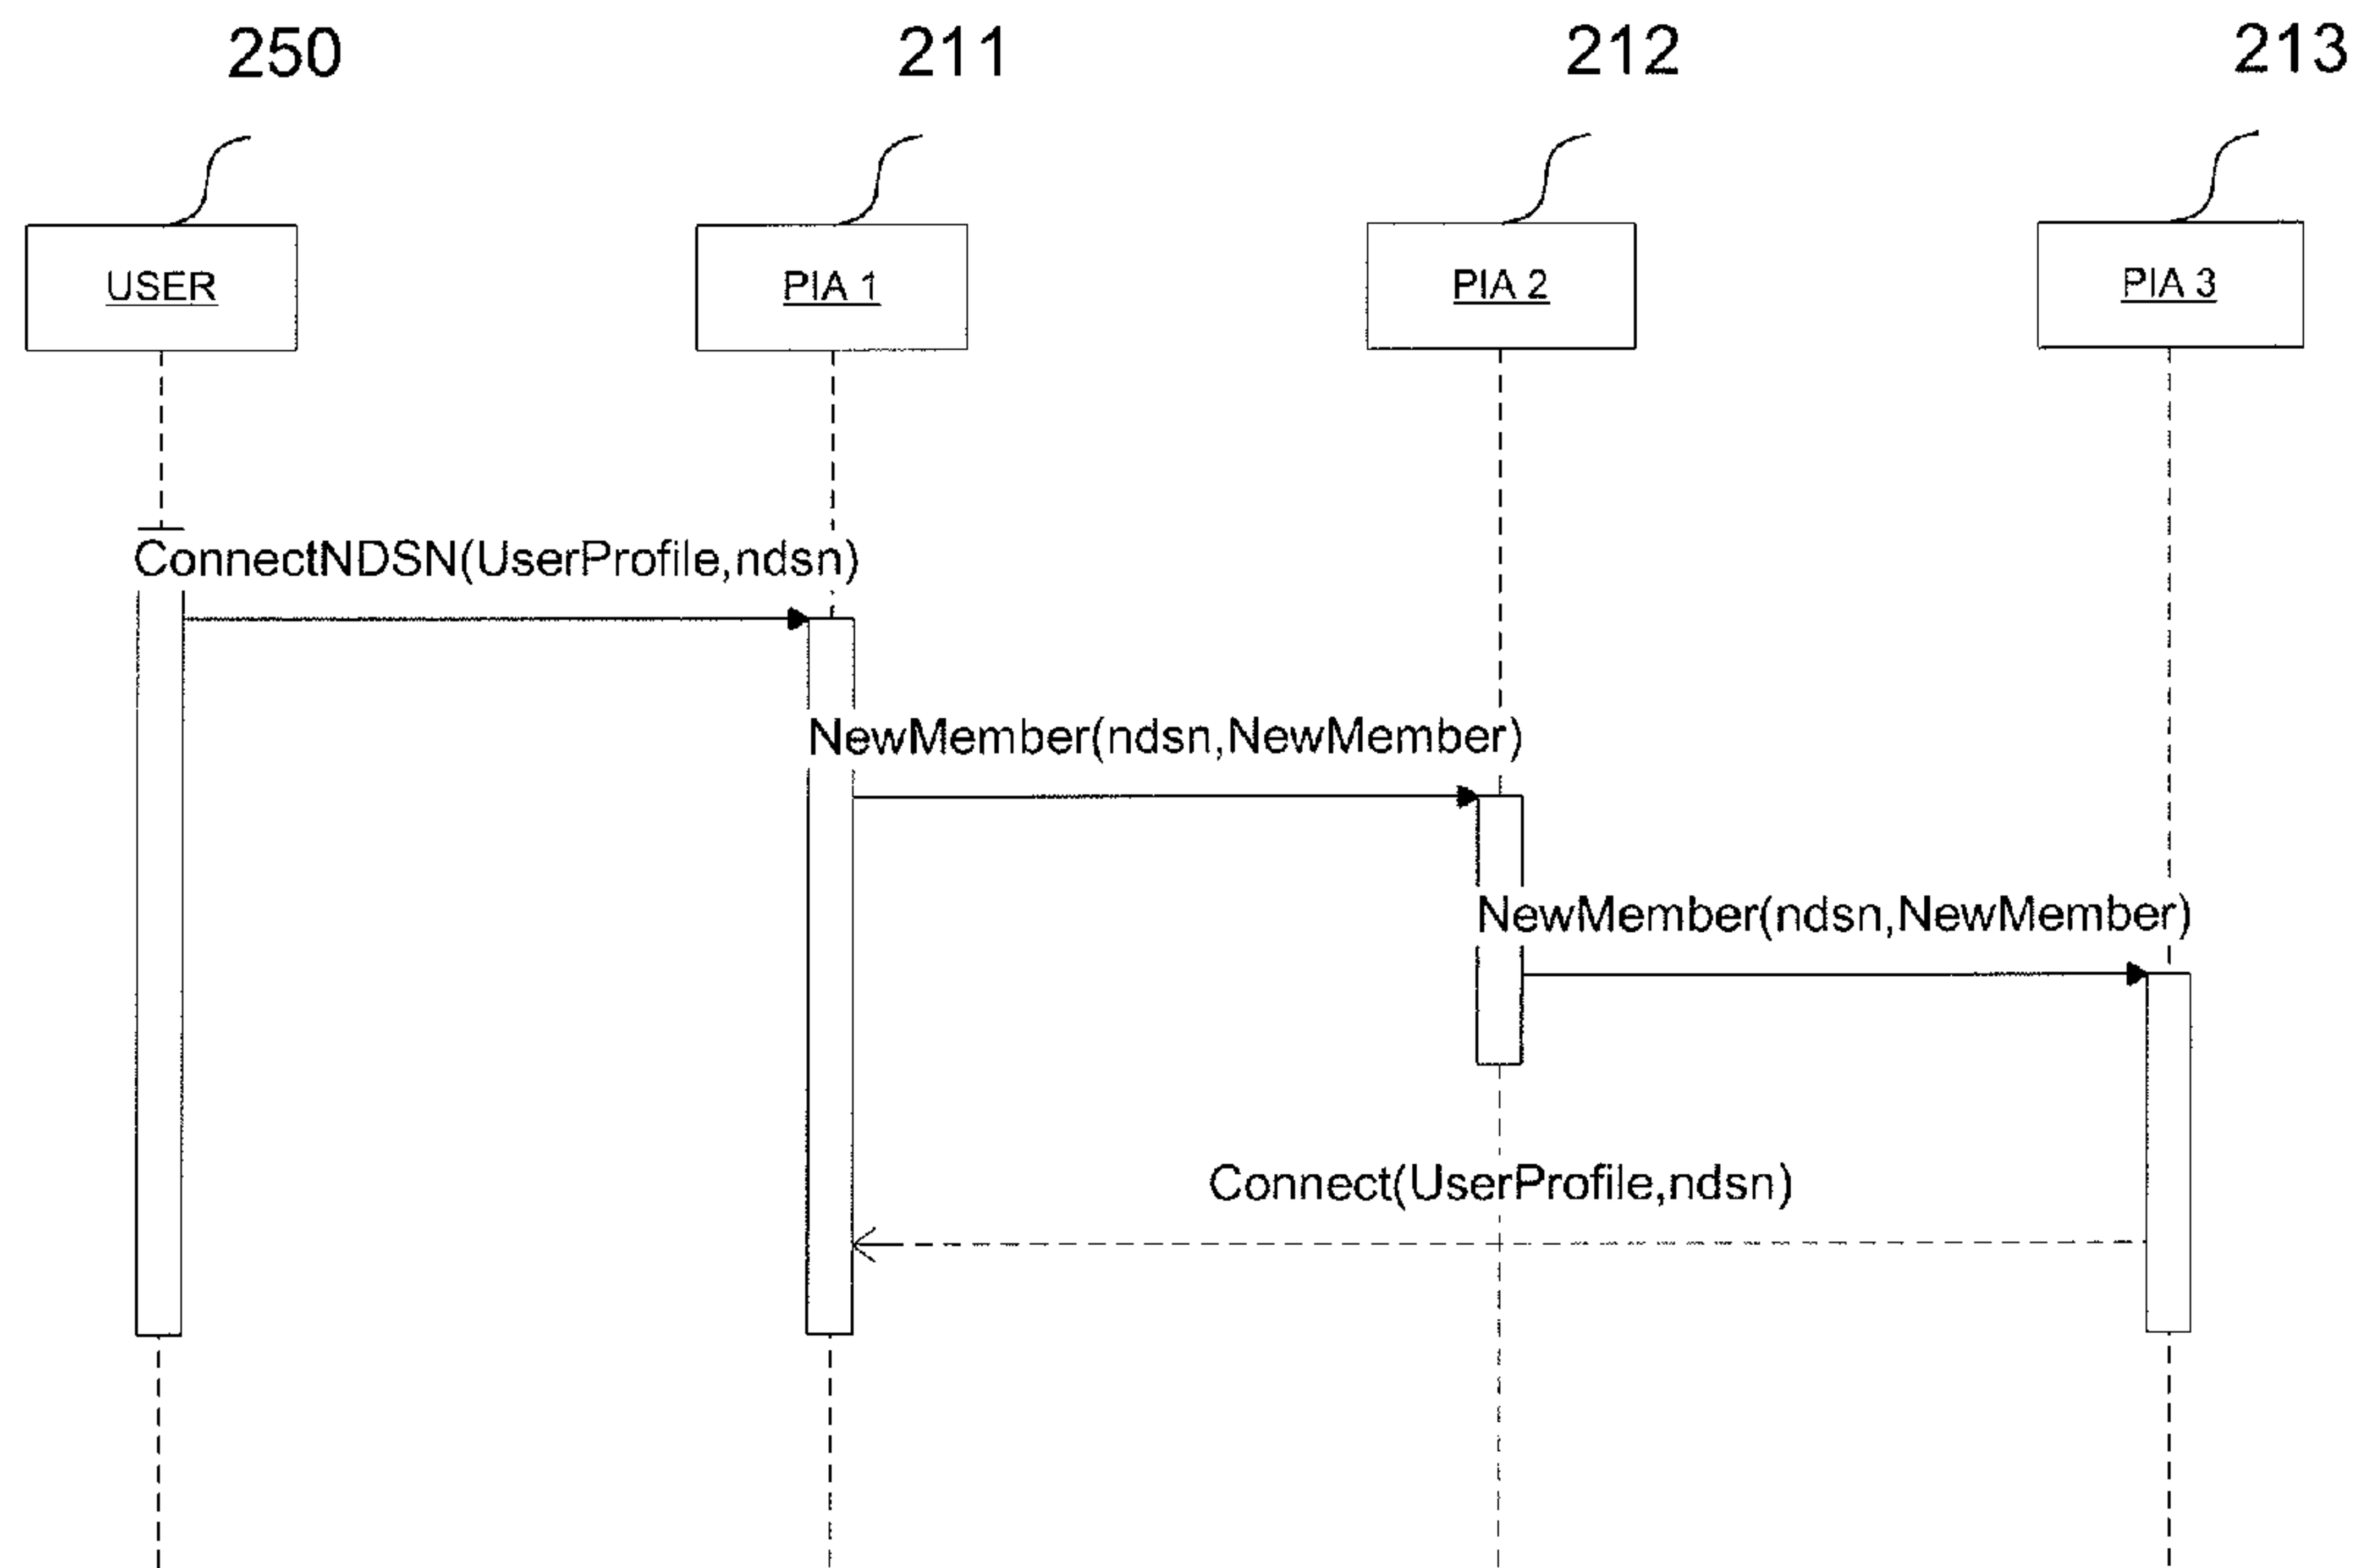 250 211 212 213
USER PIA 1 PIA 2 PIA 3
ConnectNDSN(UserProfile,ndsn)
NewMember(ndsn,NewMember)
NewMember(ndsn,NewMember)
Connect(UserProfile,ndsn)